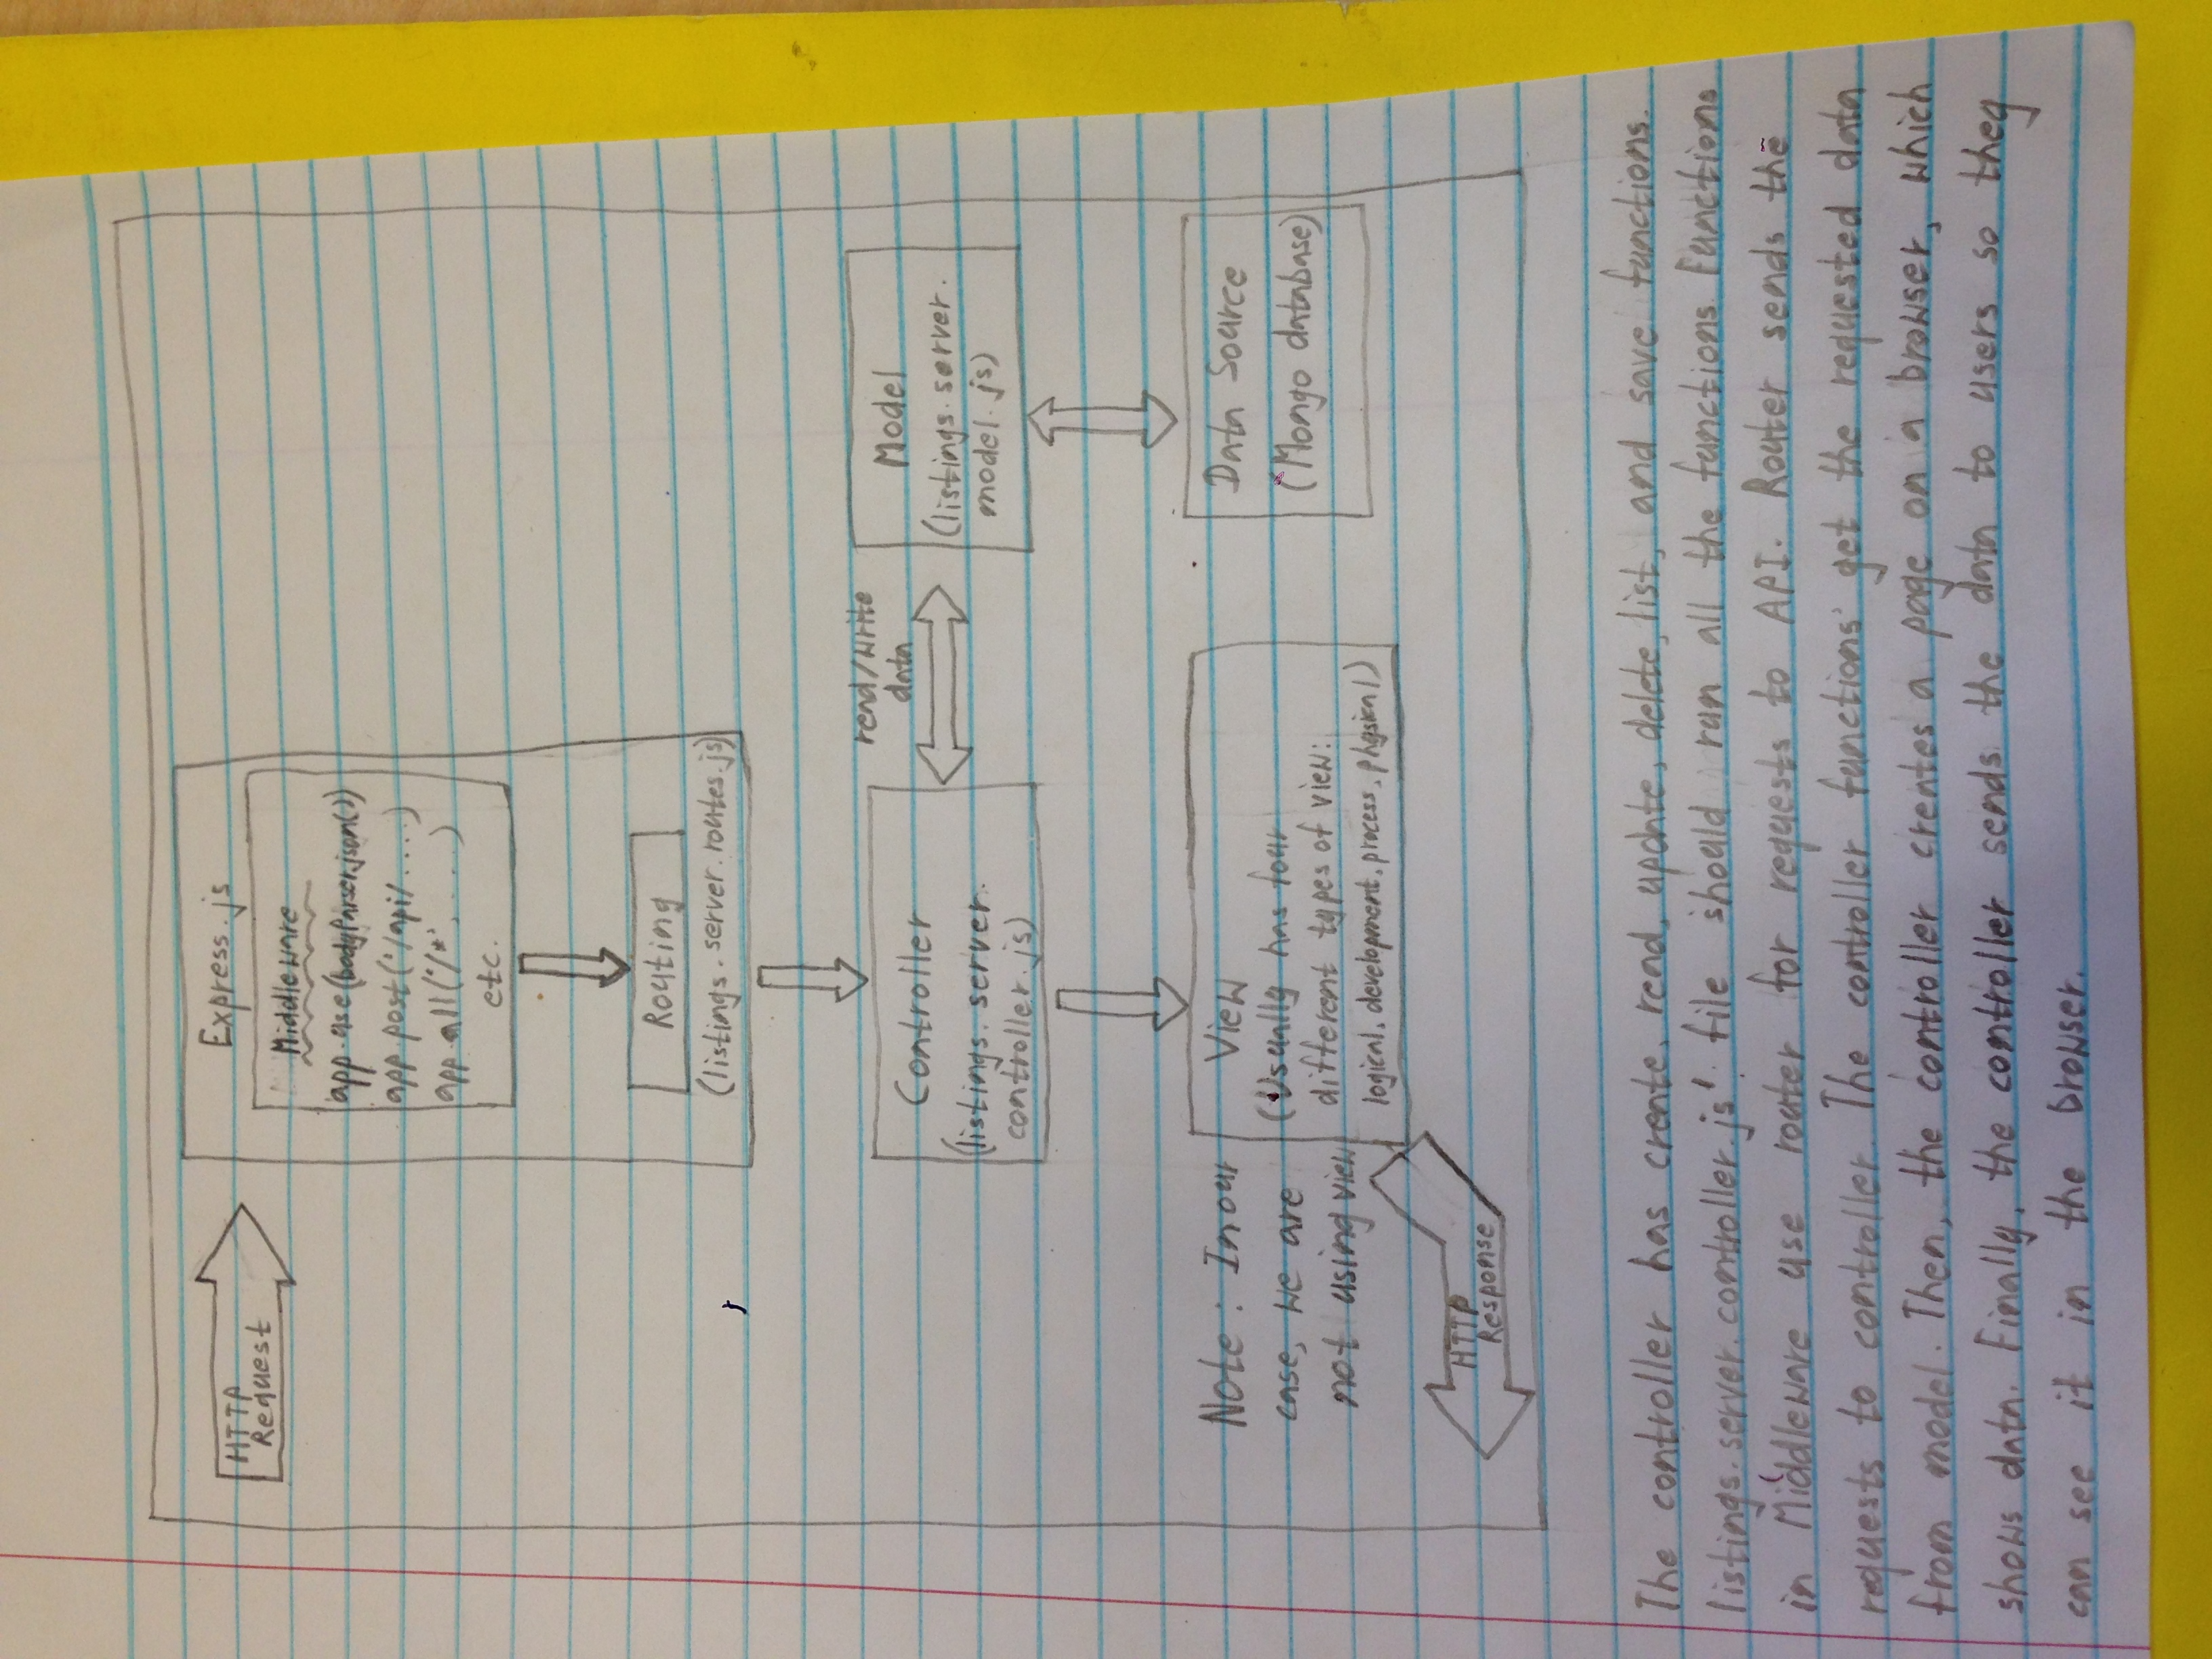 HTTP
Request
Express.js
Middleware
app.use(bodyParser.json())
app.post('/api/.....)
app.all('/*', ....)
etc.
Routing
(listings.server.routes.js)
Controller
(listings.server.
controller.js)
read/write
data
Model
(listings.server.
model.js)
Note: In our
case, we are
not using view
View
(Usually has four
different types of view:
logical, development, process, physical)
Data Source
(Mongo database)
HTTP
Response
The controller has create, read, update, delete, list, and save functions.
listings.server.controller.js' file should run all the functions. Functions
in Middleware use router for requests to API. Router sends the
requests to controller. The controller functions get the requested data
from model. Then, the controller creates a page on a browser, which
shows data. Finally, the controller sends the data to users so they
can see it in the browser.